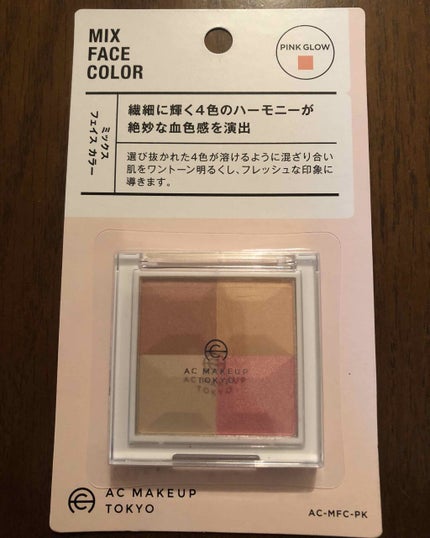 MIX
FACE
COLOR
PINK GLOW
ミックス
フェイス カラー
繊細に輝く4色のハーモニーが
絶妙な血色感を演出
選び抜かれた4色が溶けるように混ざり合い
肌をワントーン明るくし、フレッシュな印象に
導きます。
AC MAKEUP
TOKYO
AC MAKEUP
TOKYO
AC-MFC-PK